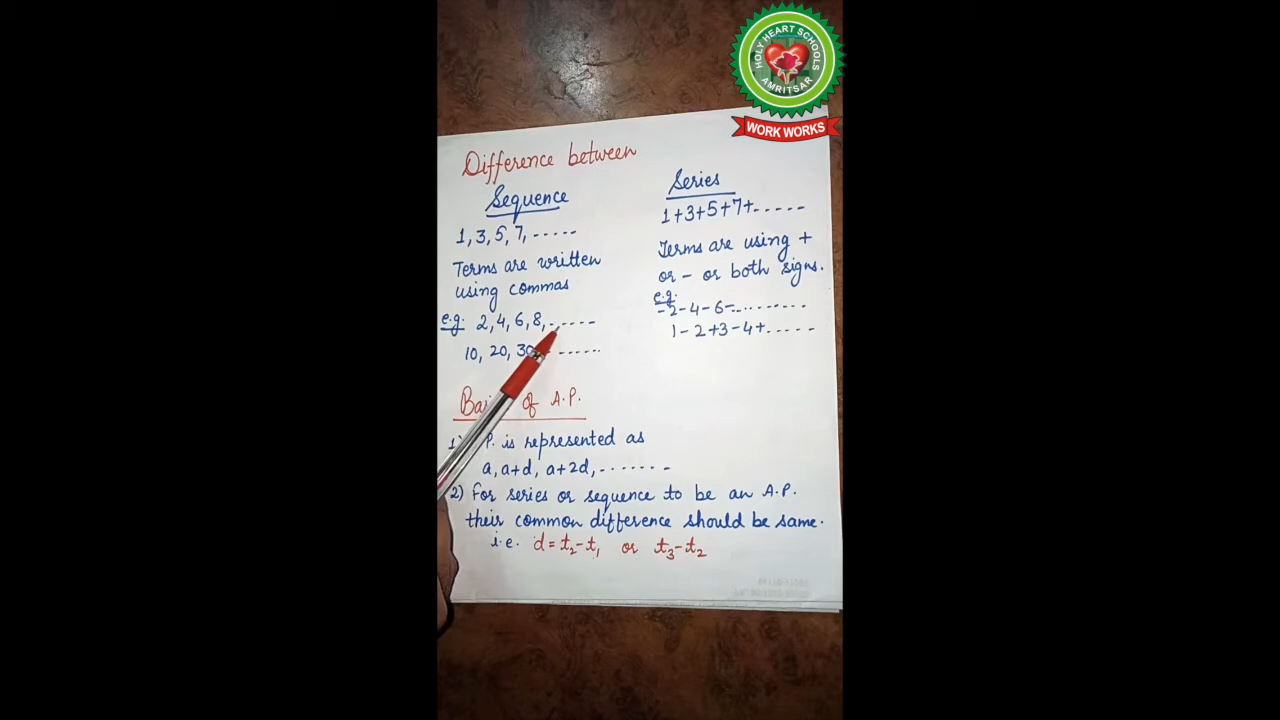 HOLY HEART SCHOOLS
AMRITSAR
WORK WORKS
Difference between
Sequence
1, 3, 5, 7, -----
Terms are written
using commas
e.g. 2, 4, 6, 8, ------
10, 20, 30 ------
Series
1+3+5+7+-----
Terms are using +
or - or both signs.
e.g.
-2-4-6-........
1-2+3-4+.....
of A.P.
1) P. is represented as
a, a+d, a+2d, .......
2) For series or sequence to be an A.P.
their common difference should be same.
i.e. d = t₂-t₁ or t₃-t₂